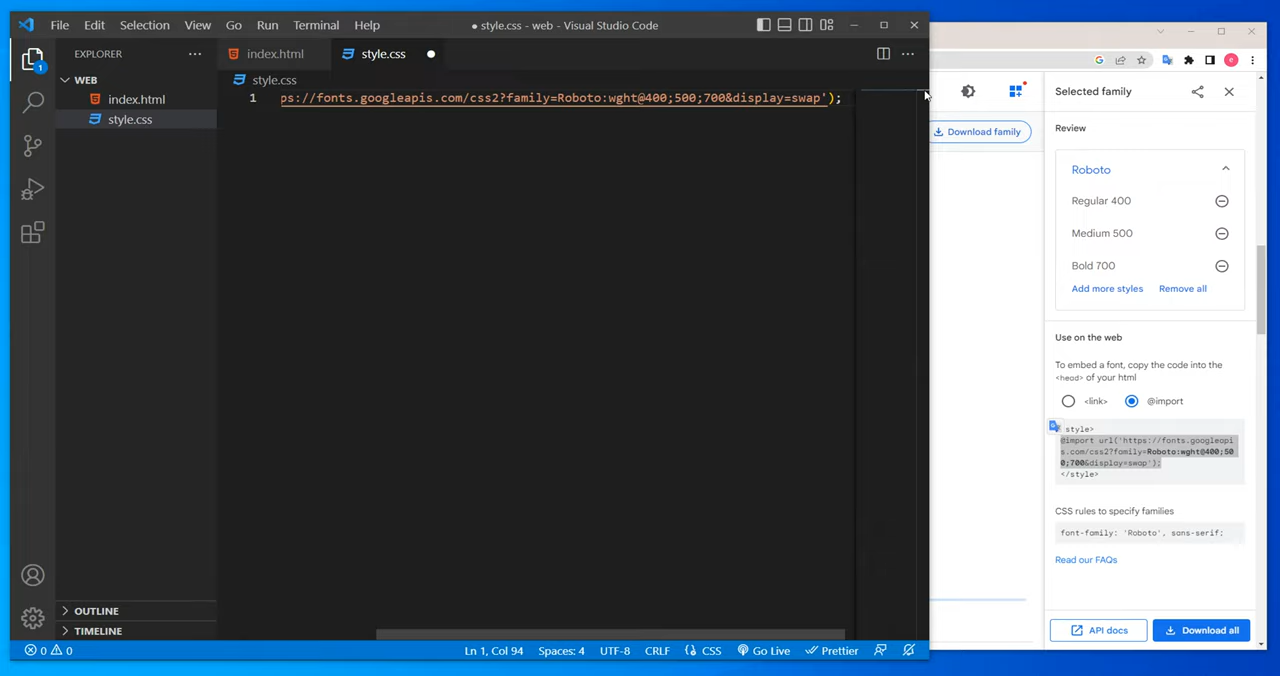 File Edit Selection View Go Run Terminal Help
● style.css - web - Visual Studio Code
EXPLORER
index.html
style.css
WEB
index.html
style.css
1
style.css
1 ps://fonts.googleapis.com/css2?family=Roboto:wght@400;500;700&display=swap');
OUTLINE
TIMELINE
0 0
Ln 1, Col 94 Spaces: 4 UTF-8 CRLF CSS Go Live Prettier
e
Download family
Selected family
Review
Roboto
Regular 400
Medium 500
Bold 700
Add more styles Remove all
Use on the web
To embed a font, copy the code into the
<head> of your html
<link> @import
style>
@import url('https://fonts.googleapi
s.com/css2?family=Roboto:wght@400;50
0;700&display=swap');
</style>
CSS rules to specify families
font-family: 'Roboto', sans-serif;
Read our FAQs
API docs Download all